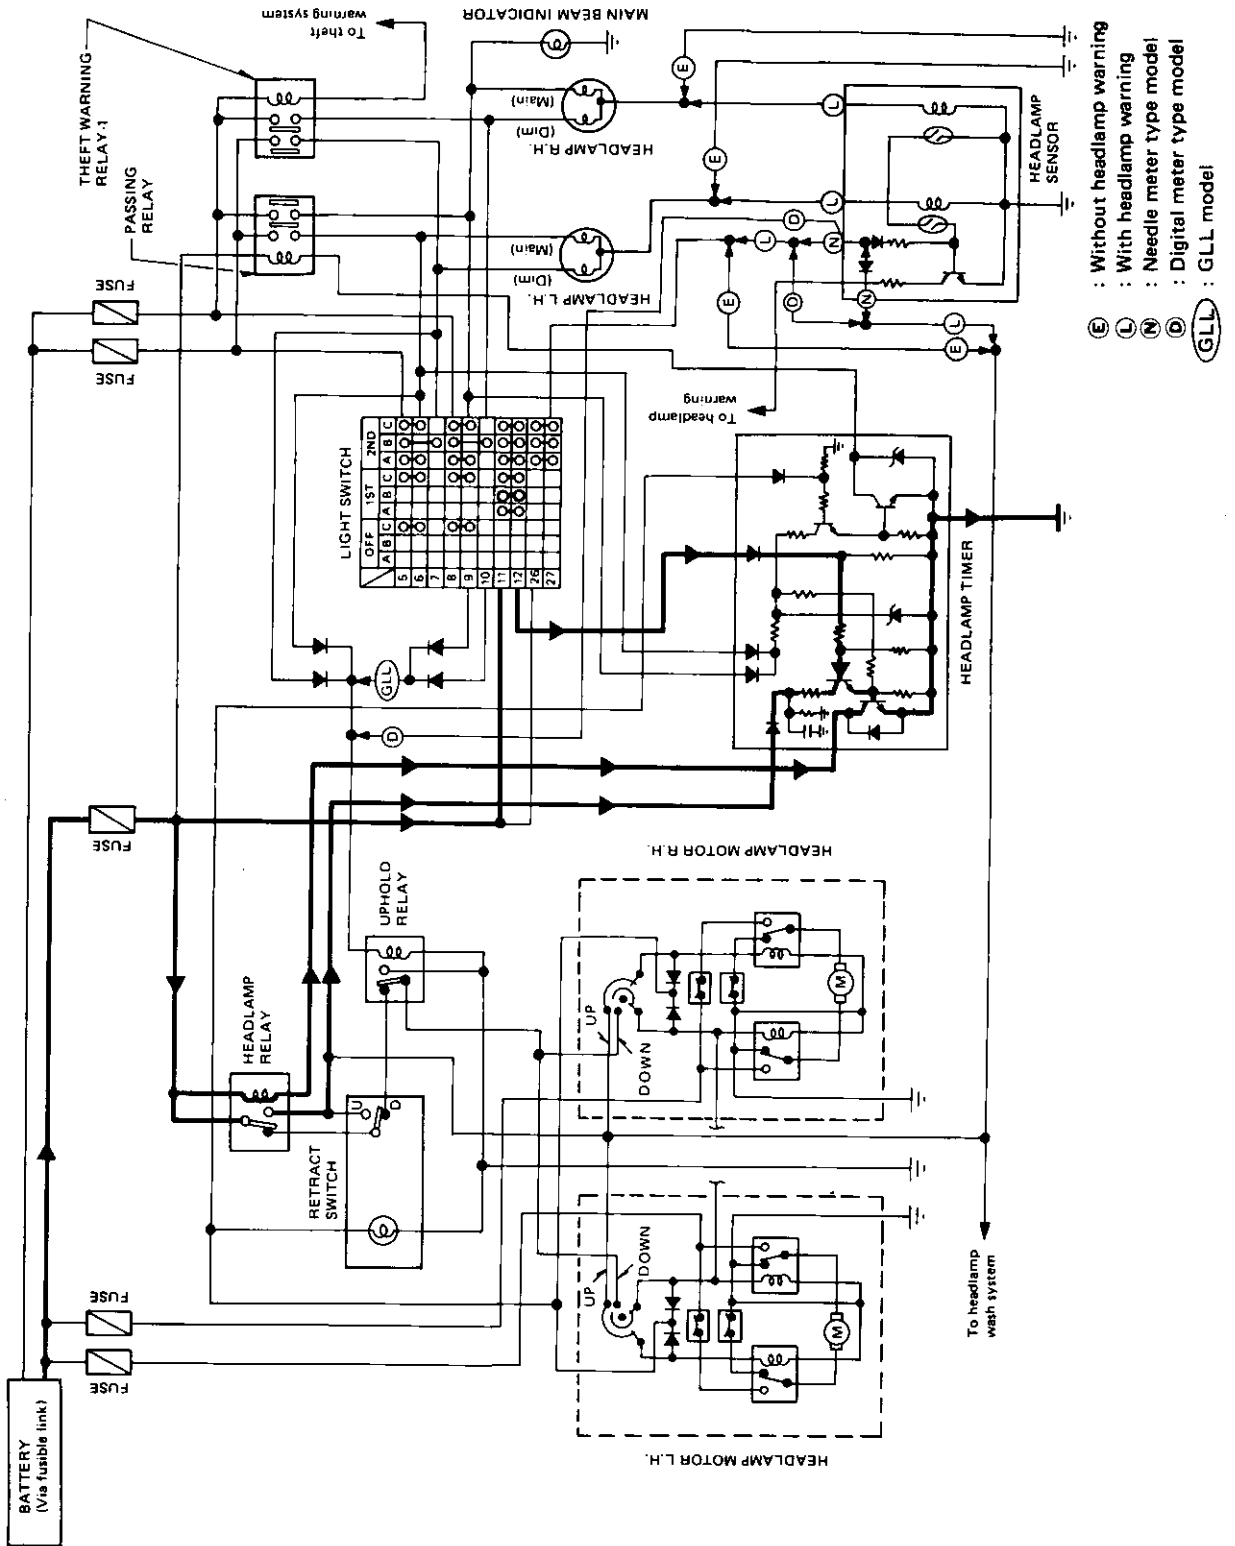 BATTERY
(Via fusible link)
FUSE
FUSE
FUSE
FUSE
FUSE
THEFT WARNING
RELAY-1
PASSING
RELAY
To theft
warning system
MAIN BEAM INDICATOR
(Main)
(Dim)
HEADLAMP R.H.
(Main)
(Dim)
HEADLAMP L.H.
LIGHT SWITCH
OFF 1ST 2ND
A B C A B C A B C
5
6
7
8
9
10
11
12
26
27
GLL
D
HEADLAMP
RELAY
UPHOLD
RELAY
RETRACT
SWITCH
U
D
HEADLAMP MOTOR R.H.
UP
DOWN
M
HEADLAMP MOTOR L.H.
UP
DOWN
M
HEADLAMP TIMER
To headlamp
warning
HEADLAMP
SENSOR
E
E
L
L
D
N
L
E
D
N
L
E
To headlamp
wash system
E : Without headlamp warning
L : With headlamp warning
N : Needle meter type model
D : Digital meter type model
GLL : GLL model